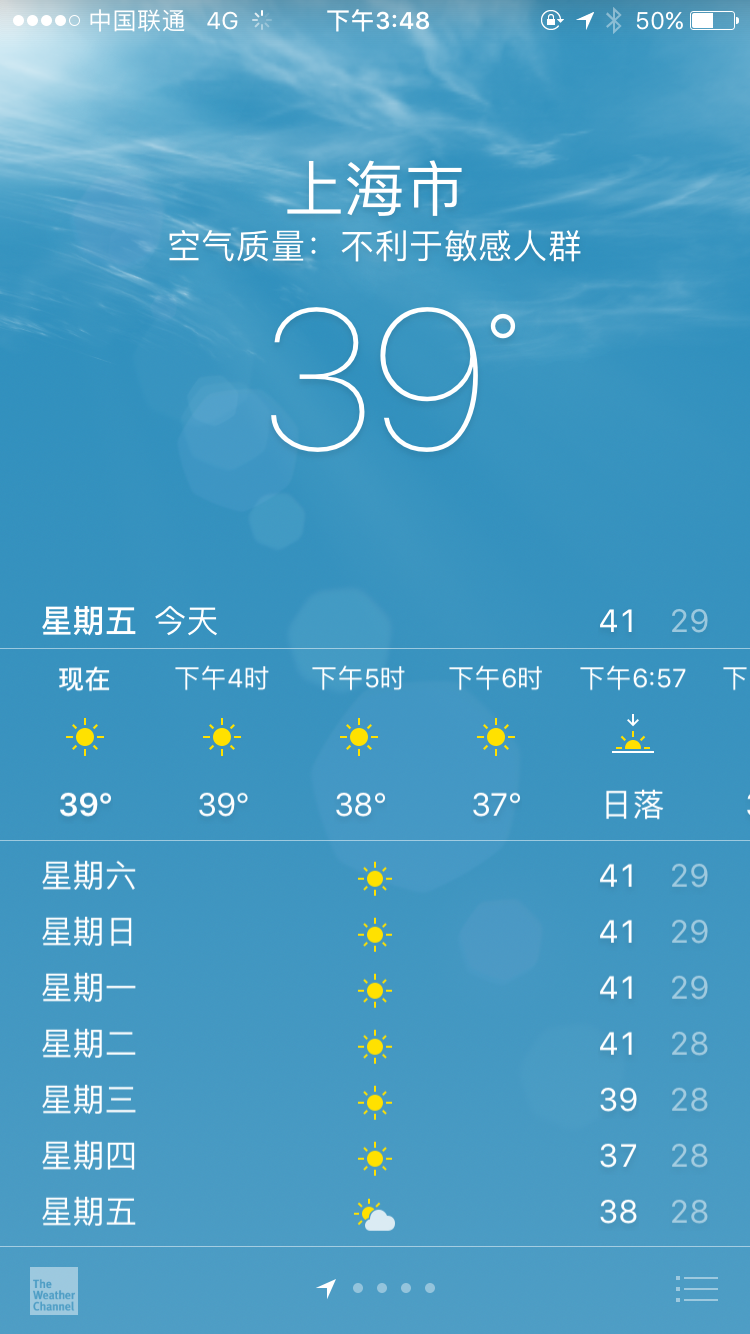 中国联通 4G 下午3:48 50%
上海市
空气质量：不利于敏感人群
39°
星期五 今天 41 29
现在 下午4时 下午5时 下午6时 下午6:57 下
39° 39° 38° 37° 日落
星期六 41 29
星期日 41 29
星期一 41 29
星期二 41 28
星期三 39 28
星期四 37 28
星期五 38 28
The
Weather
Channel